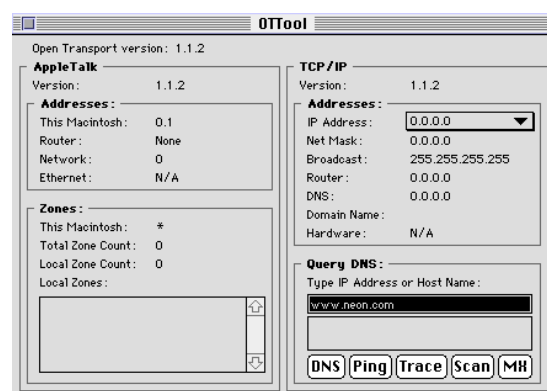 OTTool
Open Transport version: 1.1.2
AppleTalk
Version: 1.1.2
Addresses:
This Macintosh: 0.1
Router: None
Network: 0
Ethernet: N/A
Zones:
This Macintosh: *
Total Zone Count: 0
Local Zone Count: 0
Local Zones:
TCP/IP
Version: 1.1.2
Addresses:
IP Address: 0.0.0.0
Net Mask: 0.0.0.0
Broadcast: 255.255.255.255
Router: 0.0.0.0
DNS: 0.0.0.0
Domain Name:
Hardware: N/A
Query DNS:
Type IP Address or Host Name:
www.neon.com
DNS Ping Trace Scan MX